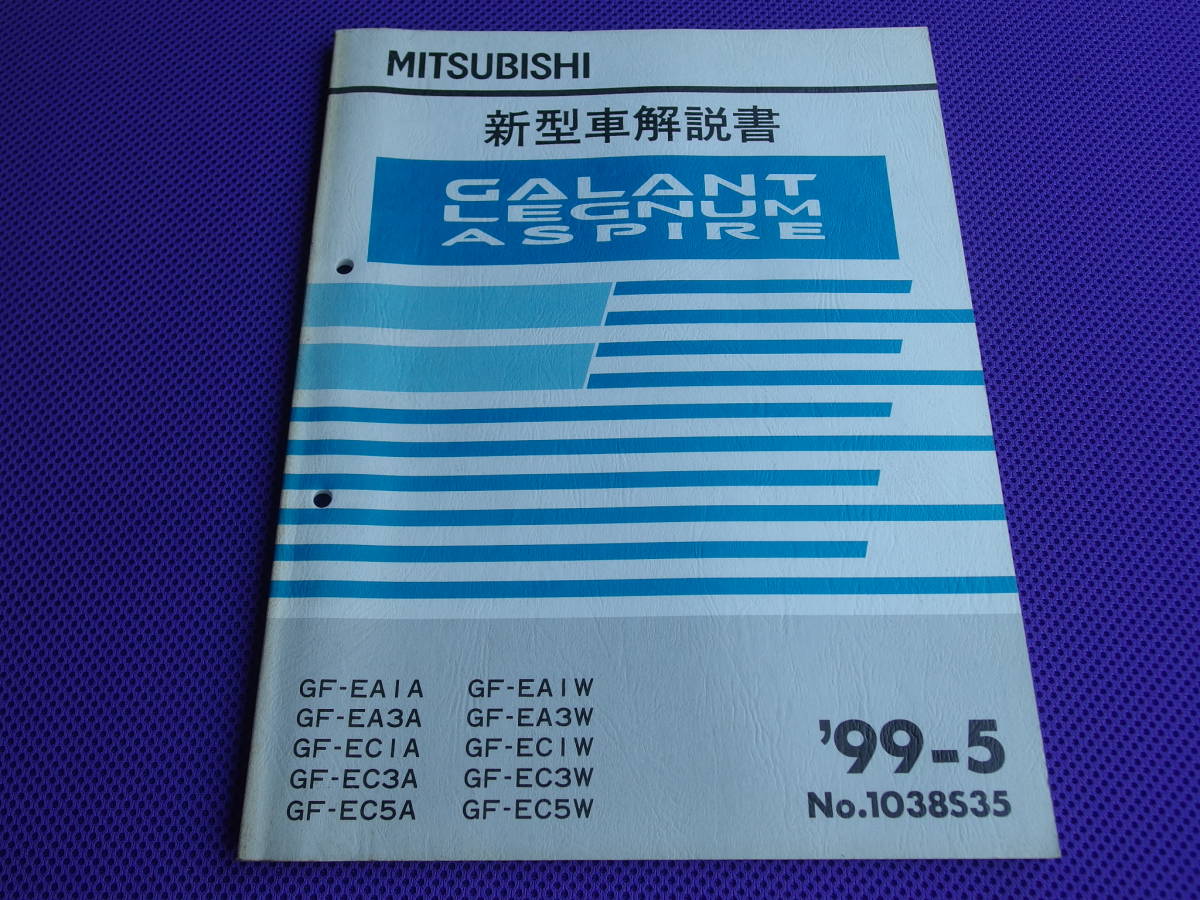 MITSUBISHI
新型車解説書
GALANT
LEGNUM
ASPIRE
GF-EA1A GF-EA1W
GF-EA3A GF-EA3W
GF-EC1A GF-EC1W
GF-EC3A GF-EC3W
GF-EC5A GF-EC5W
'99-5
No.1038S35